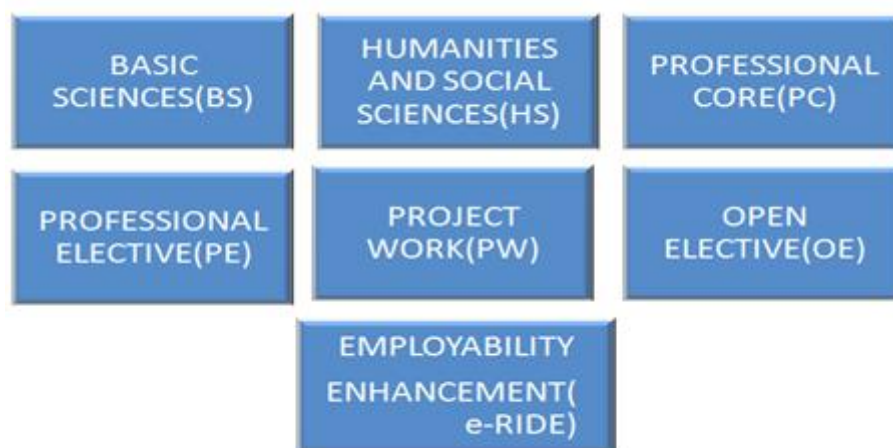 BASIC
SCIENCES(BS)
HUMANITIES
AND SOCIAL
SCIENCES(HS)
PROFESSIONAL
CORE(PC)
PROFESSIONAL
ELECTIVE(PE)
PROJECT
WORK(PW)
OPEN
ELECTIVE(OE)
EMPLOYABILITY
ENHANCEMENT(
e-RIDE)